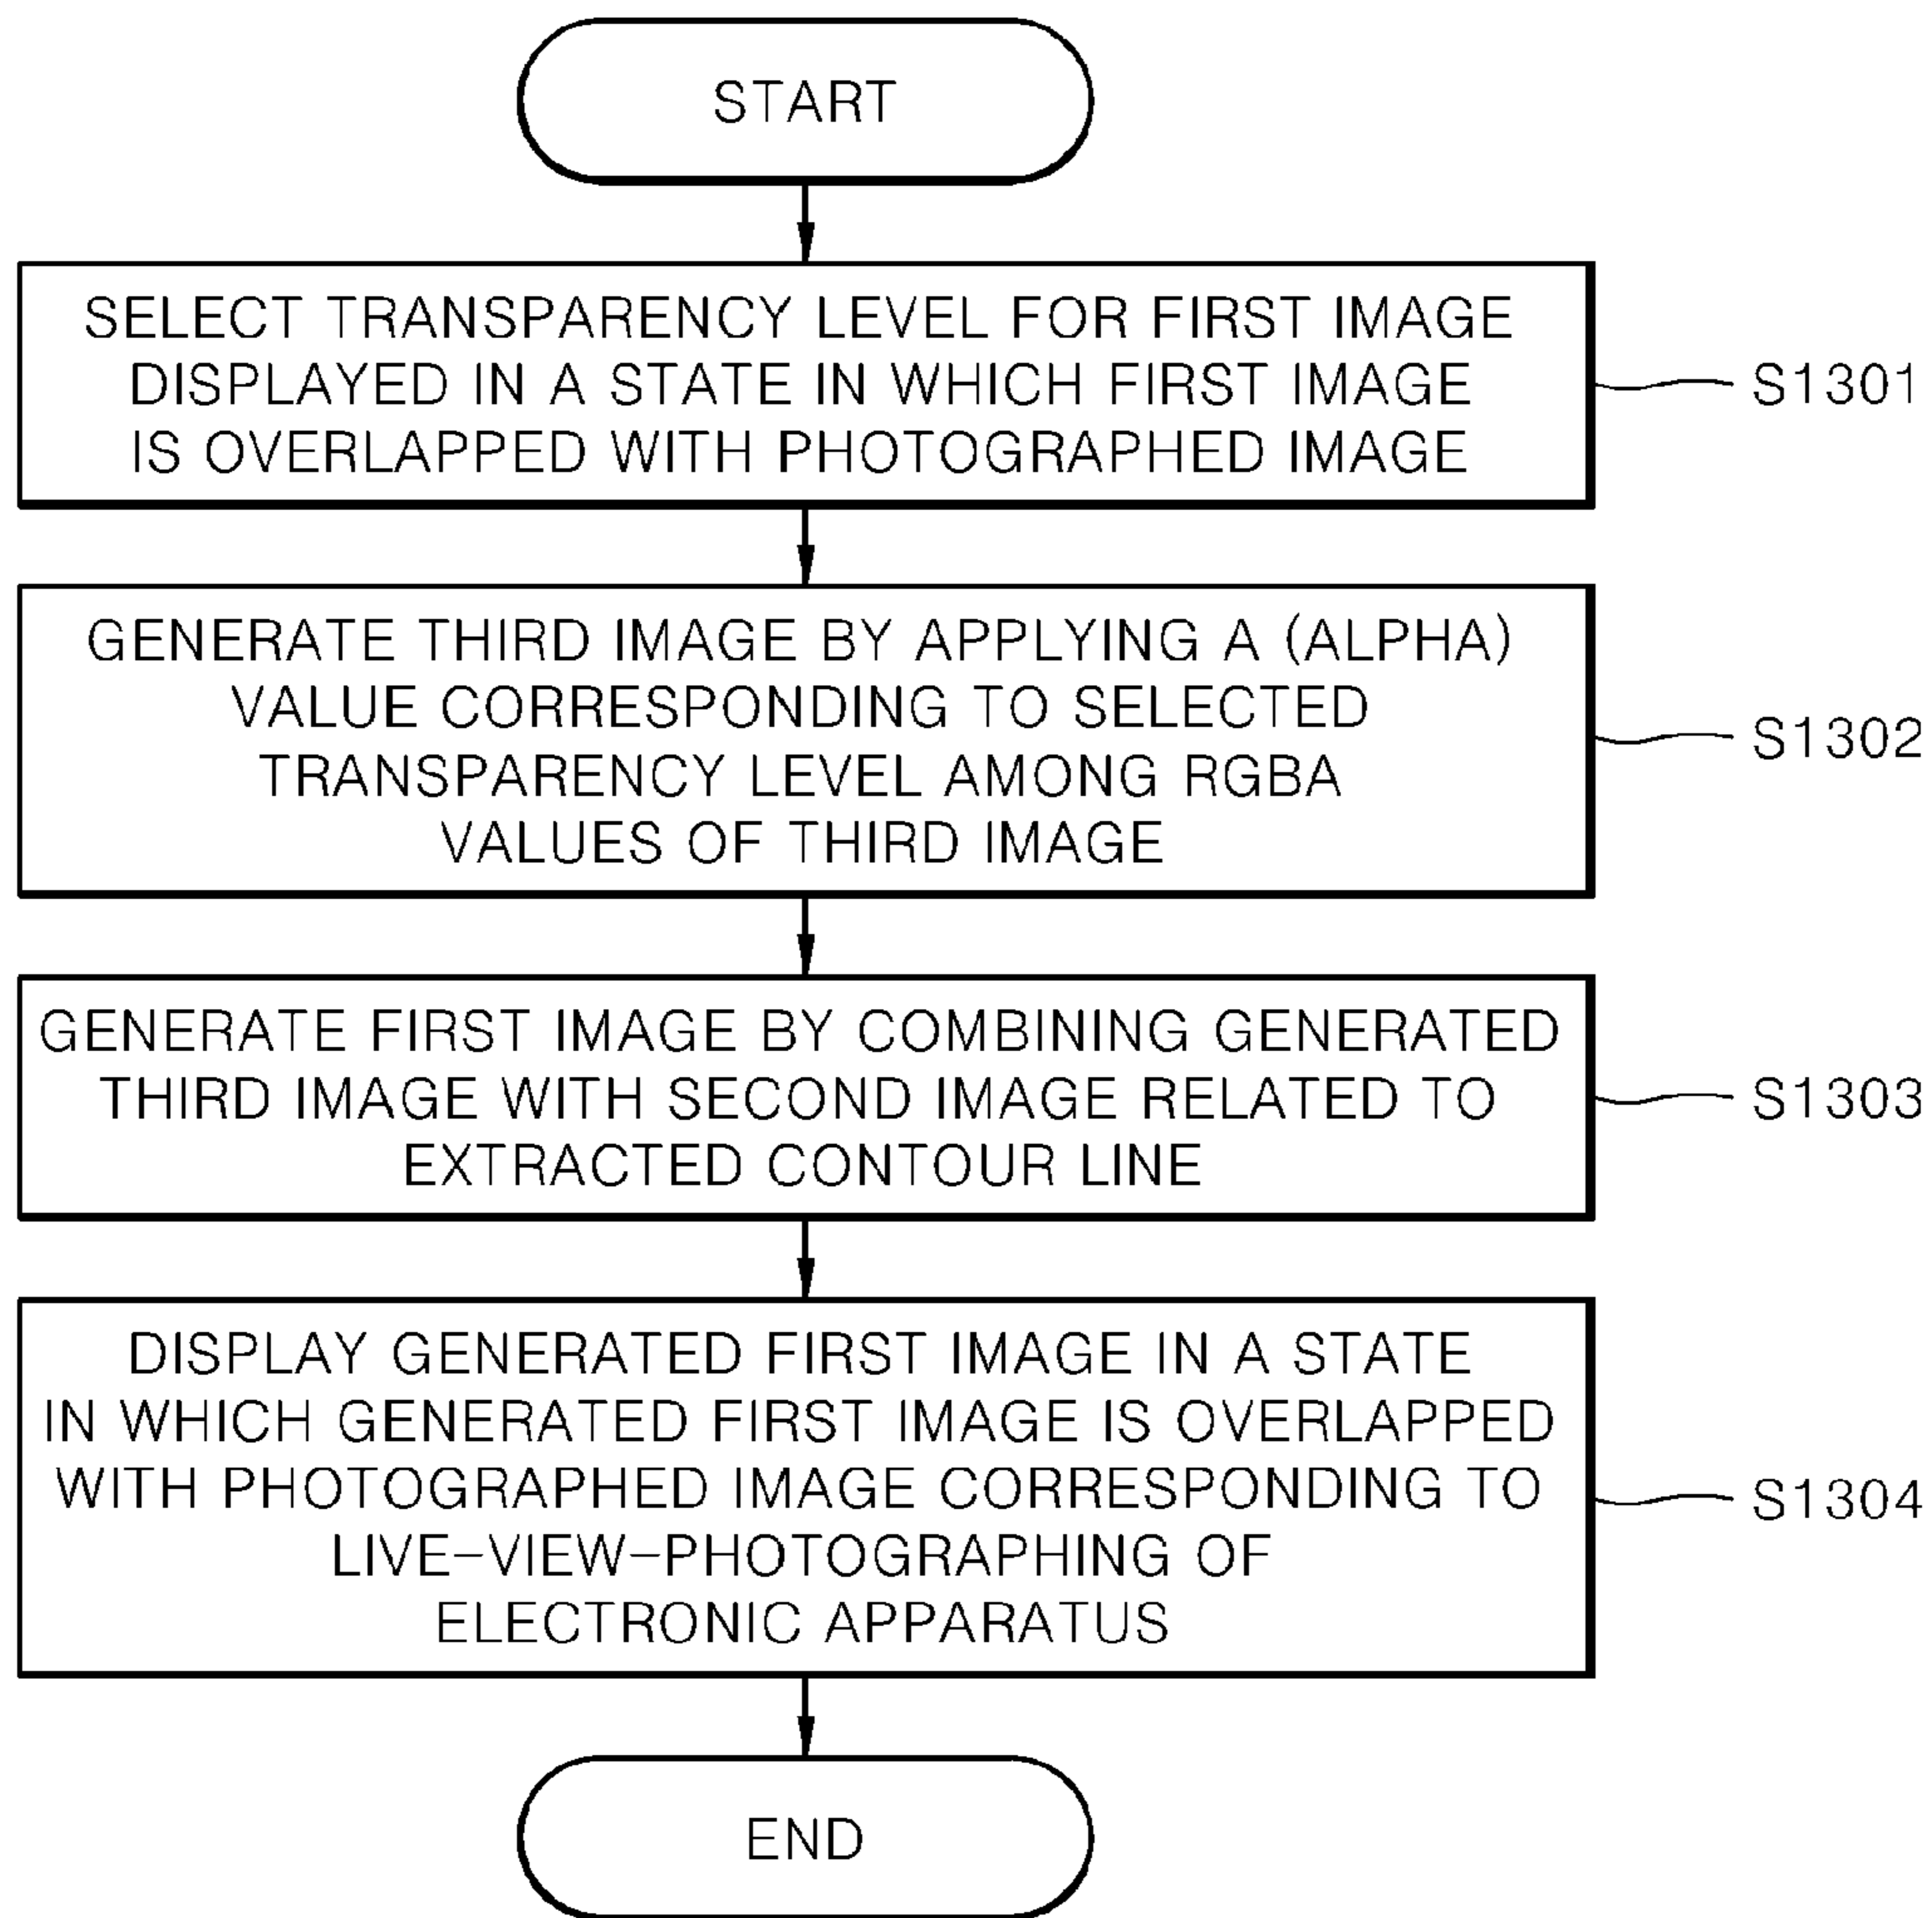 START
SELECT TRANSPARENCY LEVEL FOR FIRST IMAGE
DISPLAYED IN A STATE IN WHICH FIRST IMAGE
IS OVERLAPPED WITH PHOTOGRAPHED IMAGE
S1301
GENERATE THIRD IMAGE BY APPLYING A (ALPHA)
VALUE CORRESPONDING TO SELECTED
TRANSPARENCY LEVEL AMONG RGBA
VALUES OF THIRD IMAGE
S1302
GENERATE FIRST IMAGE BY COMBINING GENERATED
THIRD IMAGE WITH SECOND IMAGE RELATED TO
EXTRACTED CONTOUR LINE
S1303
DISPLAY GENERATED FIRST IMAGE IN A STATE
IN WHICH GENERATED FIRST IMAGE IS OVERLAPPED
WITH PHOTOGRAPHED IMAGE CORRESPONDING TO
LIVE-VIEW-PHOTOGRAPHING OF
ELECTRONIC APPARATUS
S1304
END